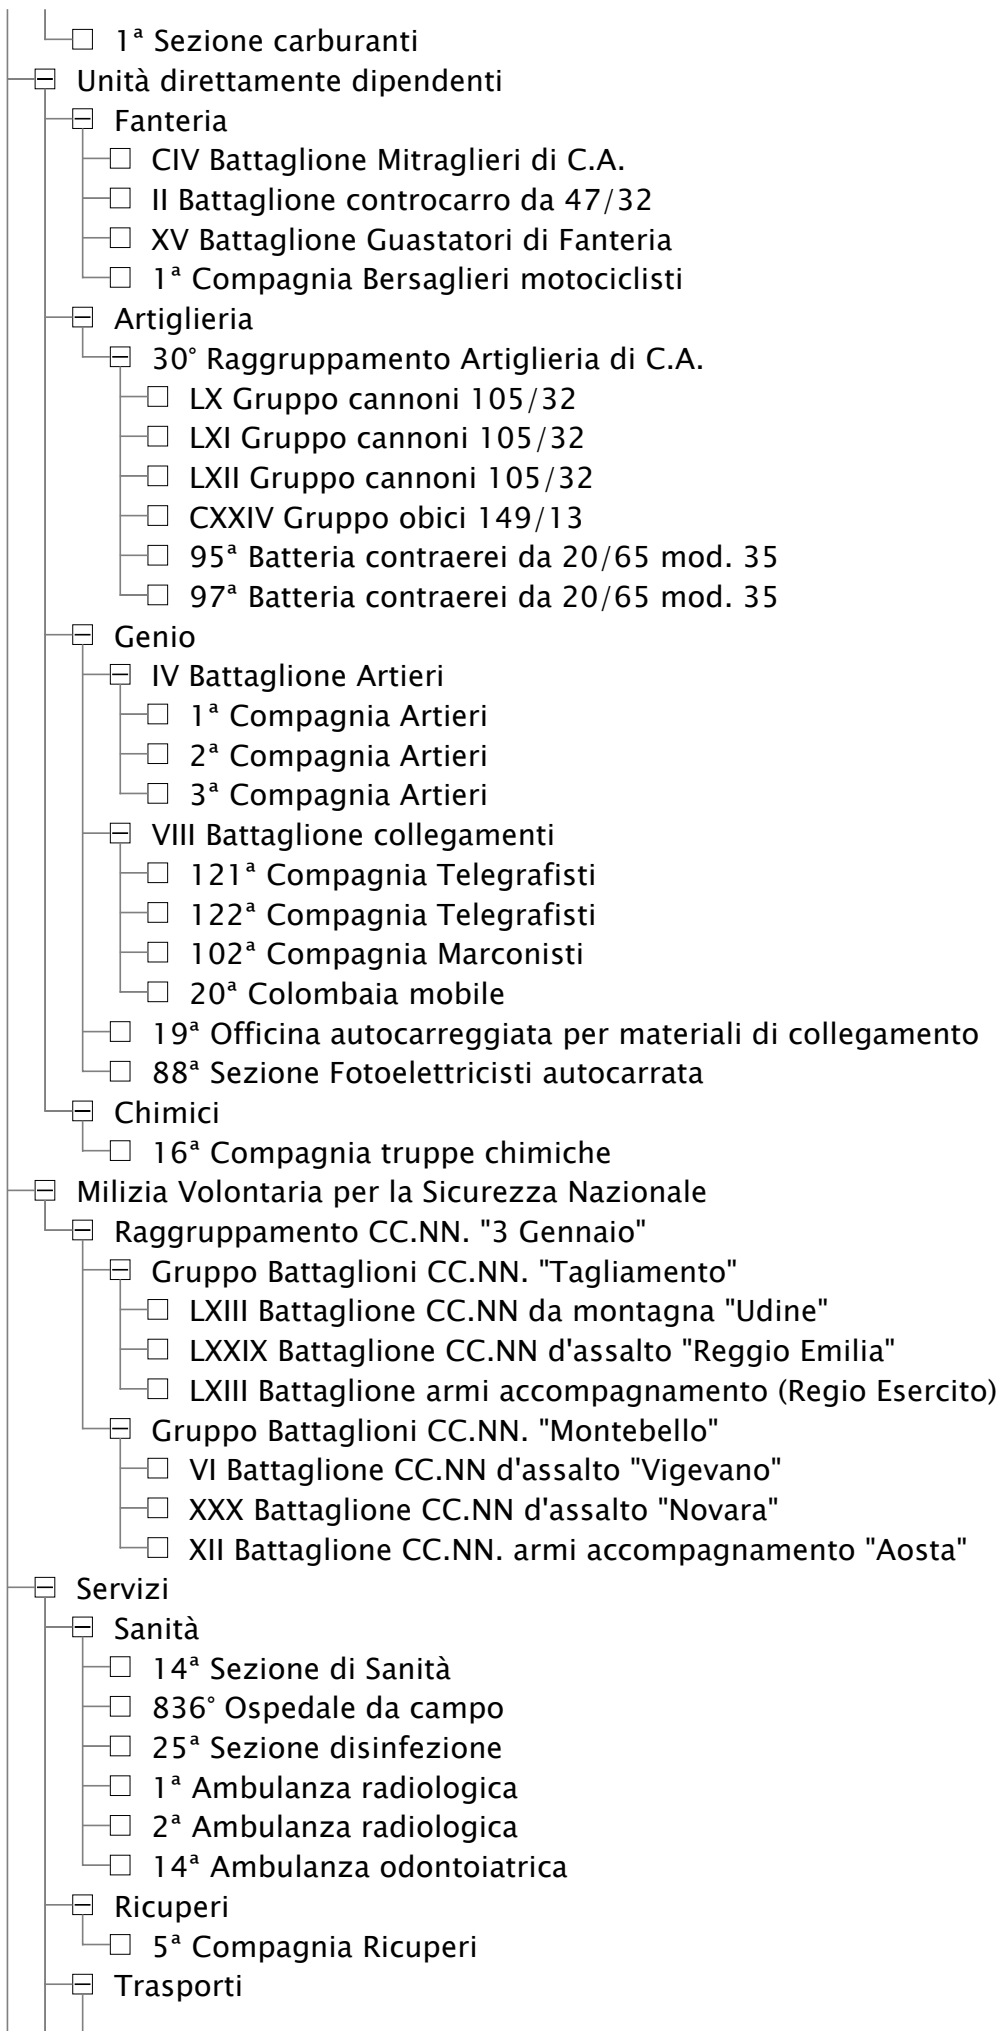 1ª Sezione carburanti
Unità direttamente dipendenti
Fanteria
CIV Battaglione Mitraglieri di C.A.
II Battaglione controcarro da 47/32
XV Battaglione Guastatori di Fanteria
1ª Compagnia Bersaglieri motociclisti
Artiglieria
30° Raggruppamento Artiglieria di C.A.
LX Gruppo cannoni 105/32
LXI Gruppo cannoni 105/32
LXII Gruppo cannoni 105/32
CXXIV Gruppo obici 149/13
95ª Batteria contraerei da 20/65 mod. 35
97ª Batteria contraerei da 20/65 mod. 35
Genio
IV Battaglione Artieri
1ª Compagnia Artieri
2ª Compagnia Artieri
3ª Compagnia Artieri
VIII Battaglione collegamenti
121ª Compagnia Telegrafisti
122ª Compagnia Telegrafisti
102ª Compagnia Marconisti
20ª Colombaia mobile
19ª Officina autocarreggiata per materiali di collegamento
88ª Sezione Fotoelettricisti autocarrata
Chimici
16ª Compagnia truppe chimiche
Milizia Volontaria per la Sicurezza Nazionale
Raggruppamento CC.NN. "3 Gennaio"
Gruppo Battaglioni CC.NN. "Tagliamento"
LXIII Battaglione CC.NN da montagna "Udine"
LXXIX Battaglione CC.NN d'assalto "Reggio Emilia"
LXIII Battaglione armi accompagnamento (Regio Esercito)
Gruppo Battaglioni CC.NN. "Montebello"
VI Battaglione CC.NN d'assalto "Vigevano"
XXX Battaglione CC.NN d'assalto "Novara"
XII Battaglione CC.NN. armi accompagnamento "Aosta"
Servizi
Sanità
14ª Sezione di Sanità
836° Ospedale da campo
25ª Sezione disinfezione
1ª Ambulanza radiologica
2ª Ambulanza radiologica
14ª Ambulanza odontoiatrica
Ricuperi
5ª Compagnia Ricuperi
Trasporti